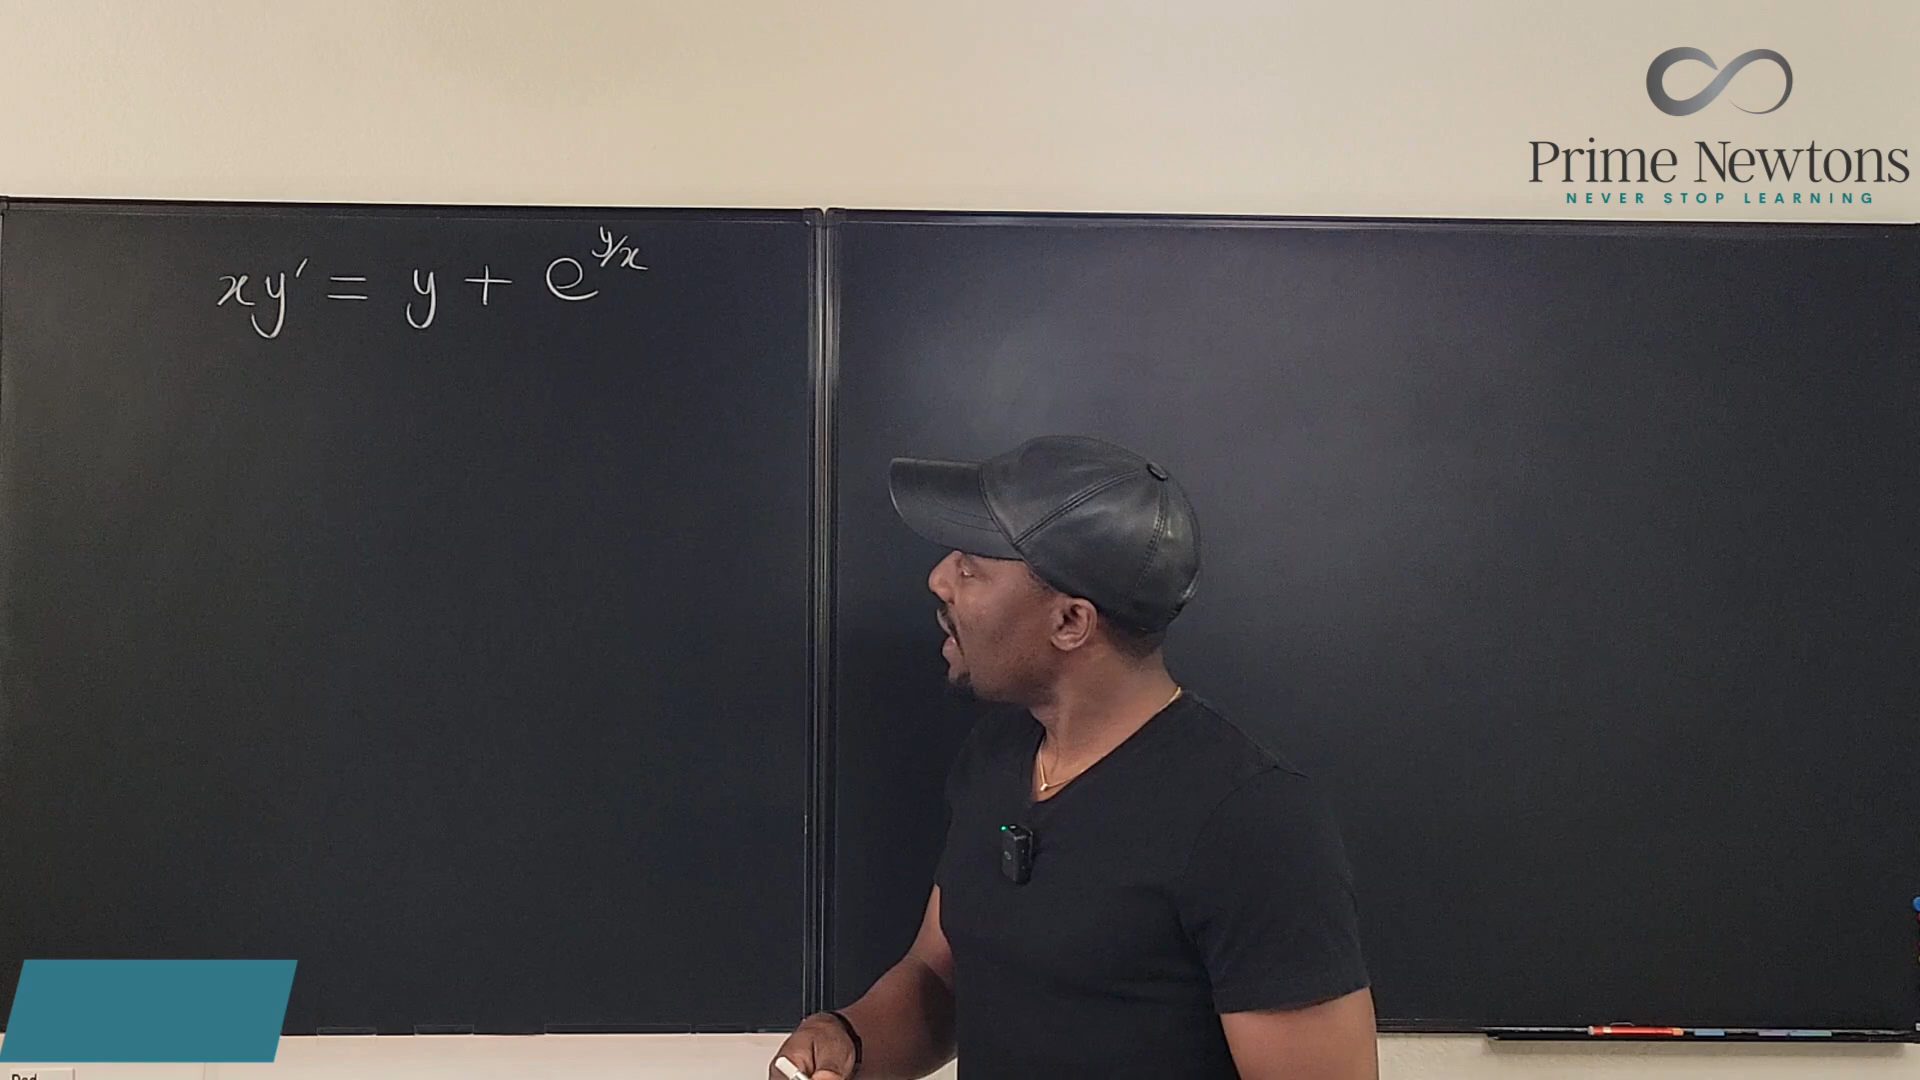 Prime Newtons
NEVER STOP LEARNING
xy' = y + e^{y/x}